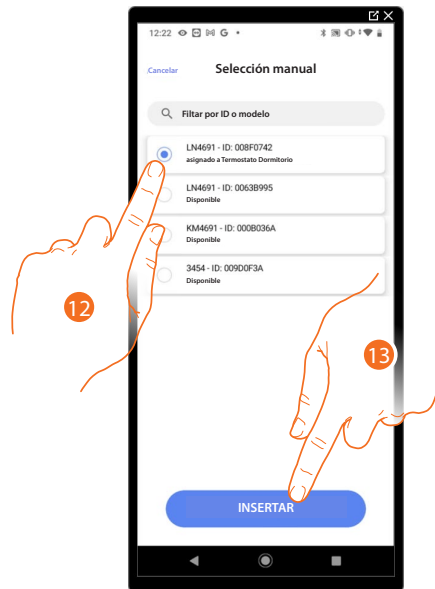 12:22 G
Cancelar Selección manual
Filtar por ID o modelo
LN4691 - ID: 008F0742
asignado a Termostato Dormitorio
LN4691 - ID: 0063B995
Disponible
KM4691 - ID: 000B036A
Disponible
3454 - ID: 009D0F3A
Disponible
12
13
INSERTAR